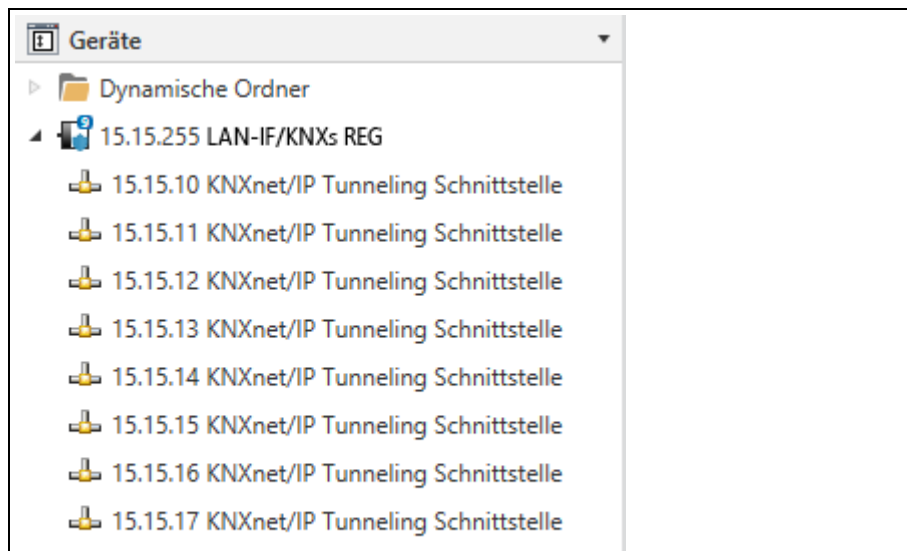 Geräte
Dynamische Ordner
9
15.15.255 LAN-IF/KNXs REG
15.15.10 KNXnet/IP Tunneling Schnittstelle
15.15.11 KNXnet/IP Tunneling Schnittstelle
15.15.12 KNXnet/IP Tunneling Schnittstelle
15.15.13 KNXnet/IP Tunneling Schnittstelle
15.15.14 KNXnet/IP Tunneling Schnittstelle
15.15.15 KNXnet/IP Tunneling Schnittstelle
15.15.16 KNXnet/IP Tunneling Schnittstelle
15.15.17 KNXnet/IP Tunneling Schnittstelle